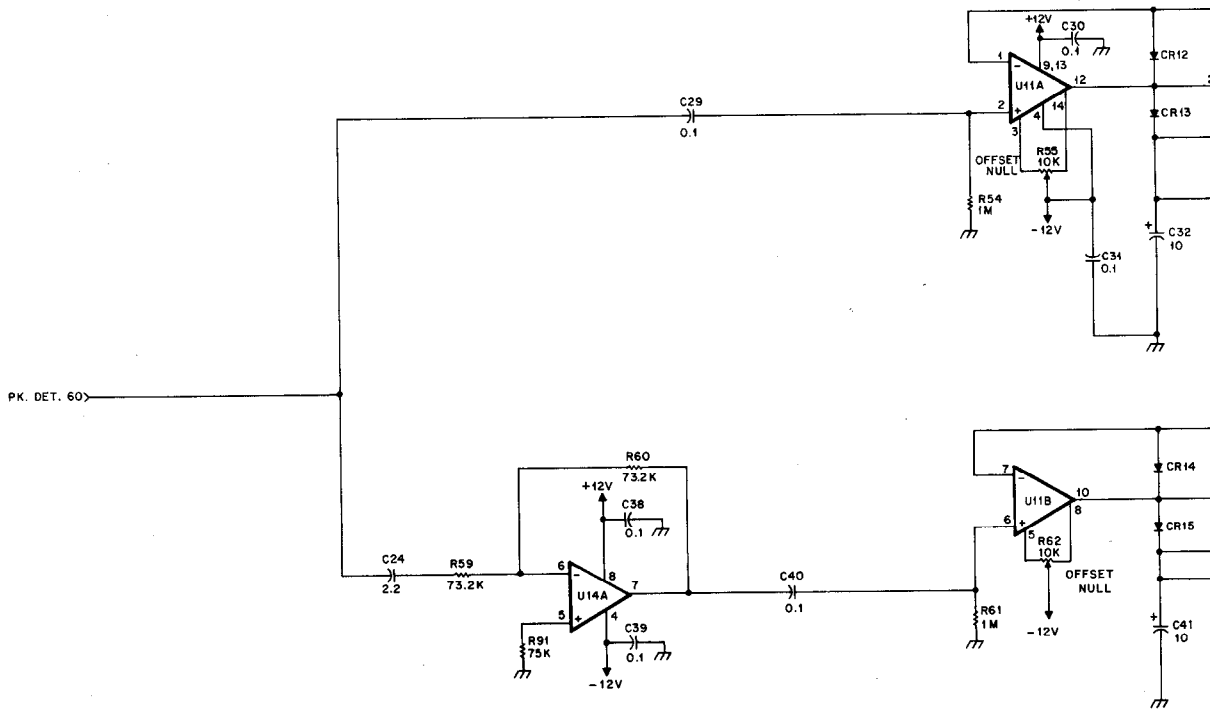 +12V
C30
0.1
1
-
9,13
12
CR12
2
U11A
C29
0.1
2
+
4
14
CR13
3
OFFSET
NULL
R55
10K
R54
1M
-12V
+
C32
10
C31
0.1
PK. DET. 60
R60
73.2K
+12V
C38
0.1
7
-
10
CR14
U11B
8
6
+
5
CR15
R62
10K
OFFSET
NULL
C24
2.2
R59
73.2K
6
-
8
7
U14A
C40
0.1
5
+
4
R91
75K
C39
0.1
-12V
R61
1M
-12V
+
C41
10